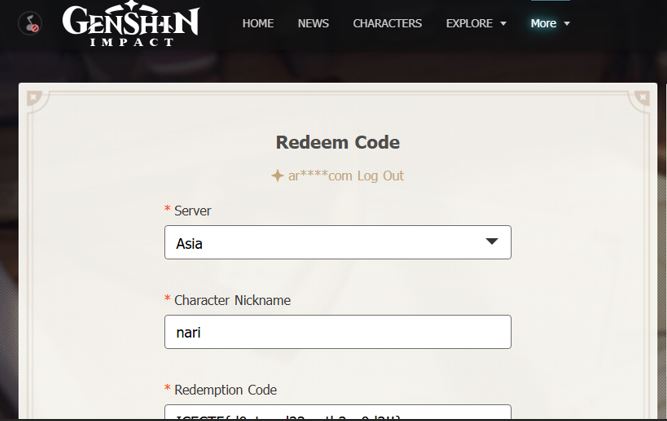 GENSHIN
IMPACT
HOME NEWS CHARACTERS EXPLORE More
Redeem Code
ar****com Log Out
* Server
Asia
* Character Nickname
nari
* Redemption Code